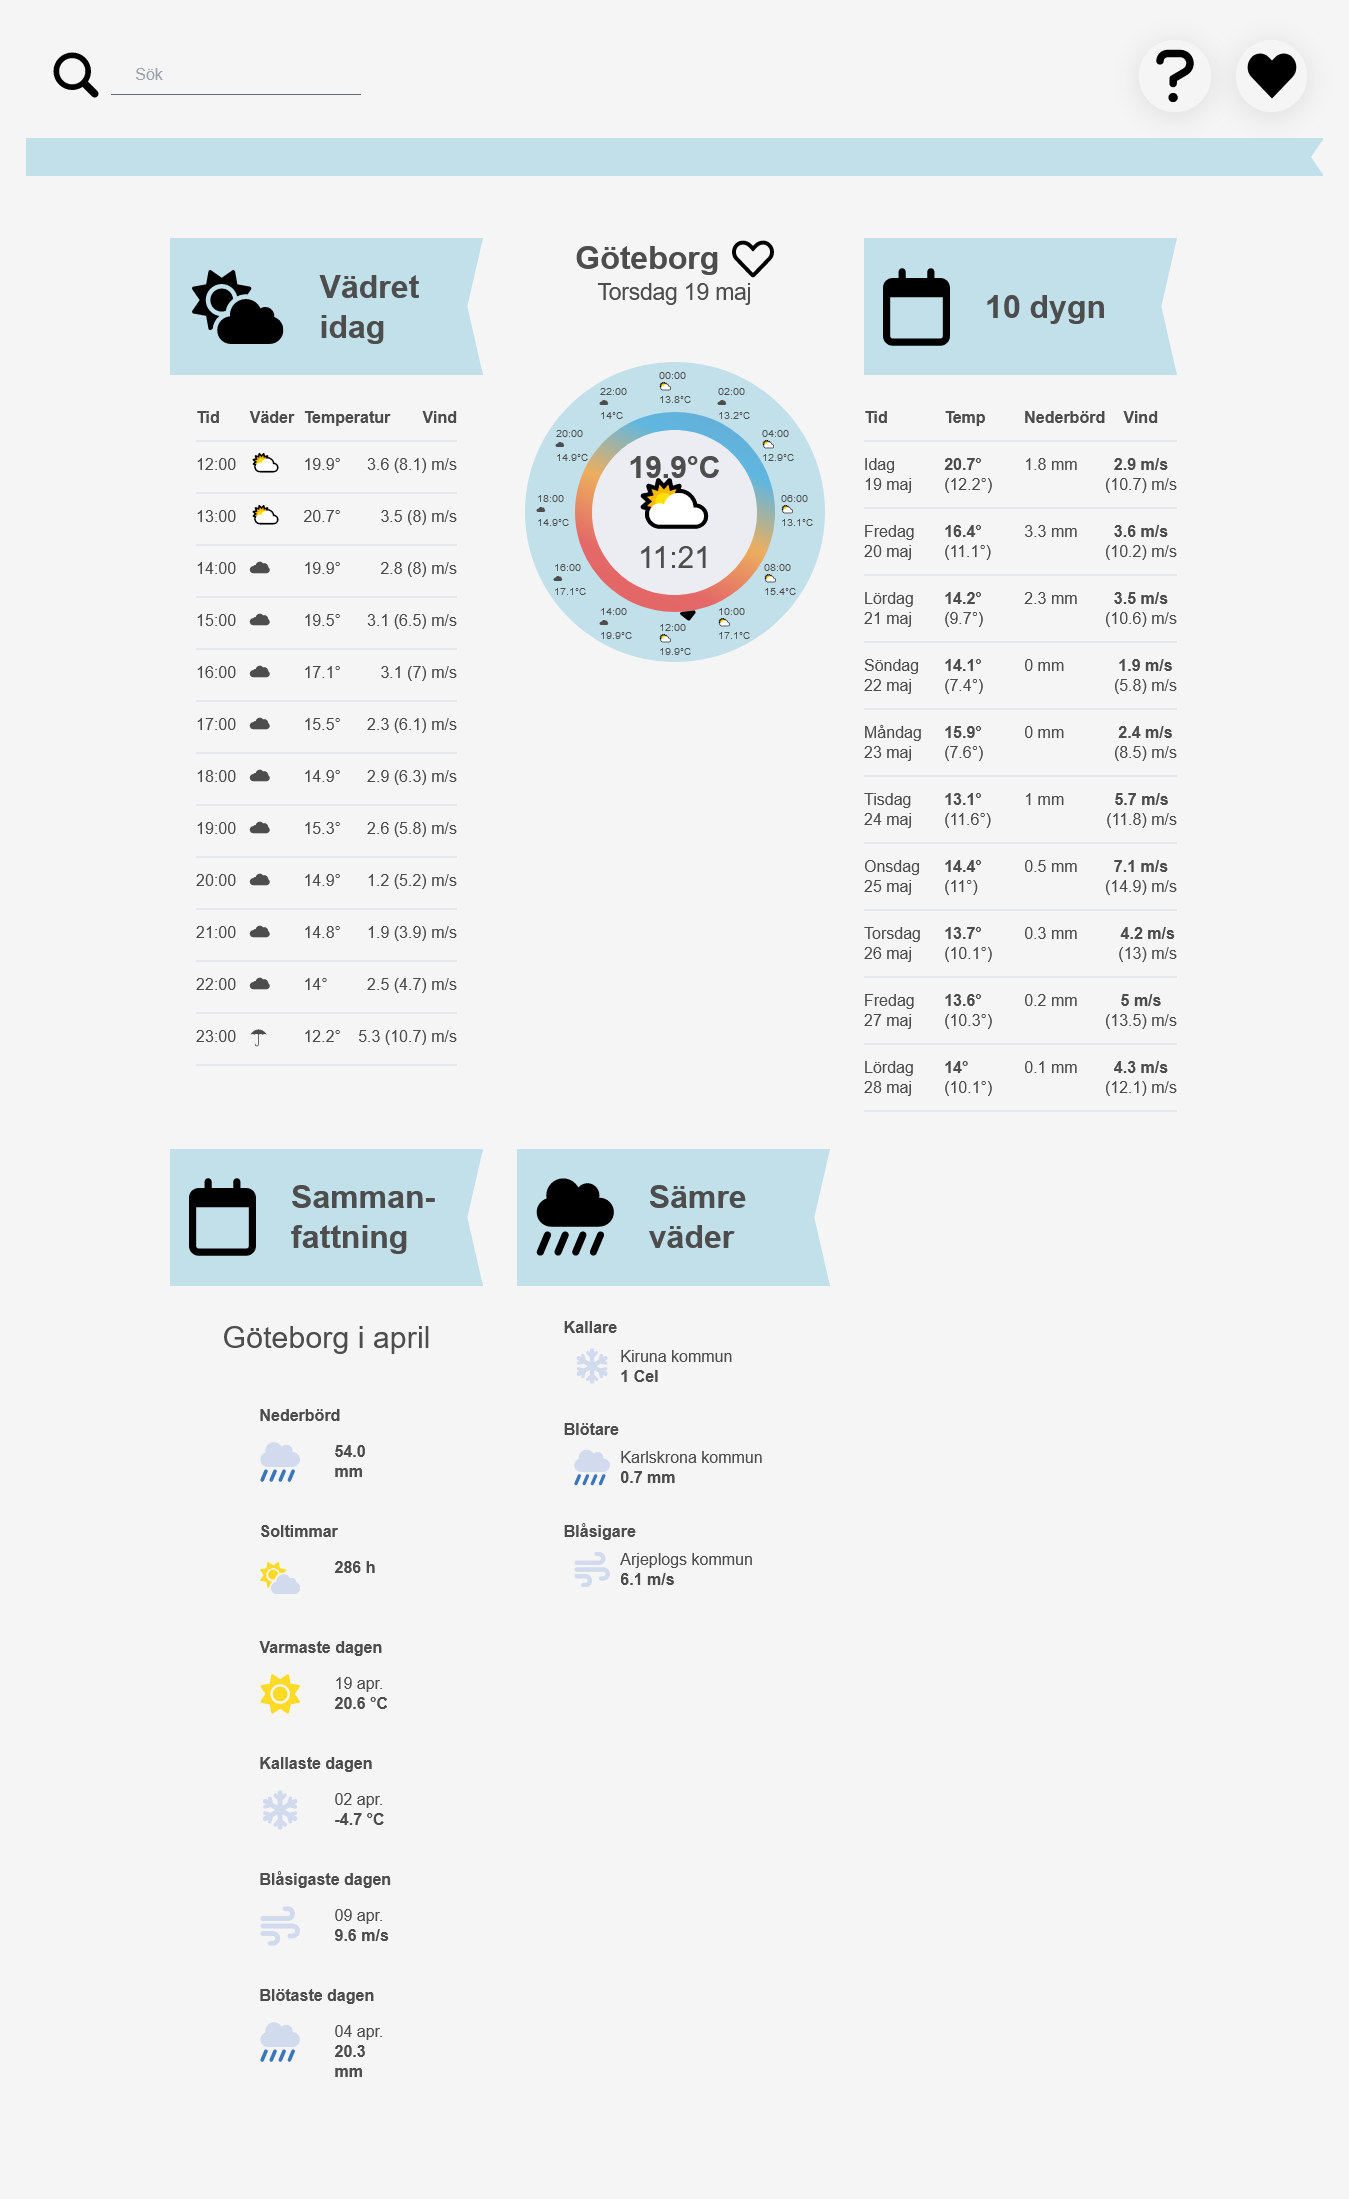 Sök
Vädret
idag
Tid Väder Temperatur Vind
12:00 19.9° 3.6 (8.1) m/s
13:00 20.7° 3.5 (8) m/s
14:00 19.9° 2.8 (8) m/s
15:00 19.5° 3.1 (6.5) m/s
16:00 17.1° 3.1 (7) m/s
17:00 15.5° 2.3 (6.1) m/s
18:00 14.9° 2.9 (6.3) m/s
19:00 15.3° 2.6 (5.8) m/s
20:00 14.9° 1.2 (5.2) m/s
21:00 14.8° 1.9 (3.9) m/s
22:00 14° 2.5 (4.7) m/s
23:00 12.2° 5.3 (10.7) m/s
Göteborg
Torsdag 19 maj
00:00
13.8°C
02:00
13.2°C
04:00
12.9°C
06:00
13.1°C
08:00
15.4°C
10:00
17.1°C
12:00
19.9°C
14:00
19.9°C
16:00
17.1°C
18:00
14.9°C
20:00
14.9°C
22:00
14°C
19.9°C
11:21
10 dygn
Tid Temp Nederbörd Vind
Idag 20.7° 1.8 mm 2.9 m/s
19 maj (12.2°) (10.7) m/s
Fredag 16.4° 3.3 mm 3.6 m/s
20 maj (11.1°) (10.2) m/s
Lördag 14.2° 2.3 mm 3.5 m/s
21 maj (9.7°) (10.6) m/s
Söndag 14.1° 0 mm 1.9 m/s
22 maj (7.4°) (5.8) m/s
Måndag 15.9° 0 mm 2.4 m/s
23 maj (7.6°) (8.5) m/s
Tisdag 13.1° 1 mm 5.7 m/s
24 maj (11.6°) (11.8) m/s
Onsdag 14.4° 0.5 mm 7.1 m/s
25 maj (11°) (14.9) m/s
Torsdag 13.7° 0.3 mm 4.2 m/s
26 maj (10.1°) (13) m/s
Fredag 13.6° 0.2 mm 5 m/s
27 maj (10.3°) (13.5) m/s
Lördag 14° 0.1 mm 4.3 m/s
28 maj (10.1°) (12.1) m/s
Samman-
fattning
Göteborg i april
Nederbörd
54.0
mm
Soltimmar
286 h
Varmaste dagen
19 apr.
20.6 °C
Kallaste dagen
02 apr.
-4.7 °C
Blåsigaste dagen
09 apr.
9.6 m/s
Blötaste dagen
04 apr.
20.3
mm
Sämre
väder
Kallare
Kiruna kommun
1 Cel
Blötare
Karlskrona kommun
0.7 mm
Blåsigare
Arjeplogs kommun
6.1 m/s